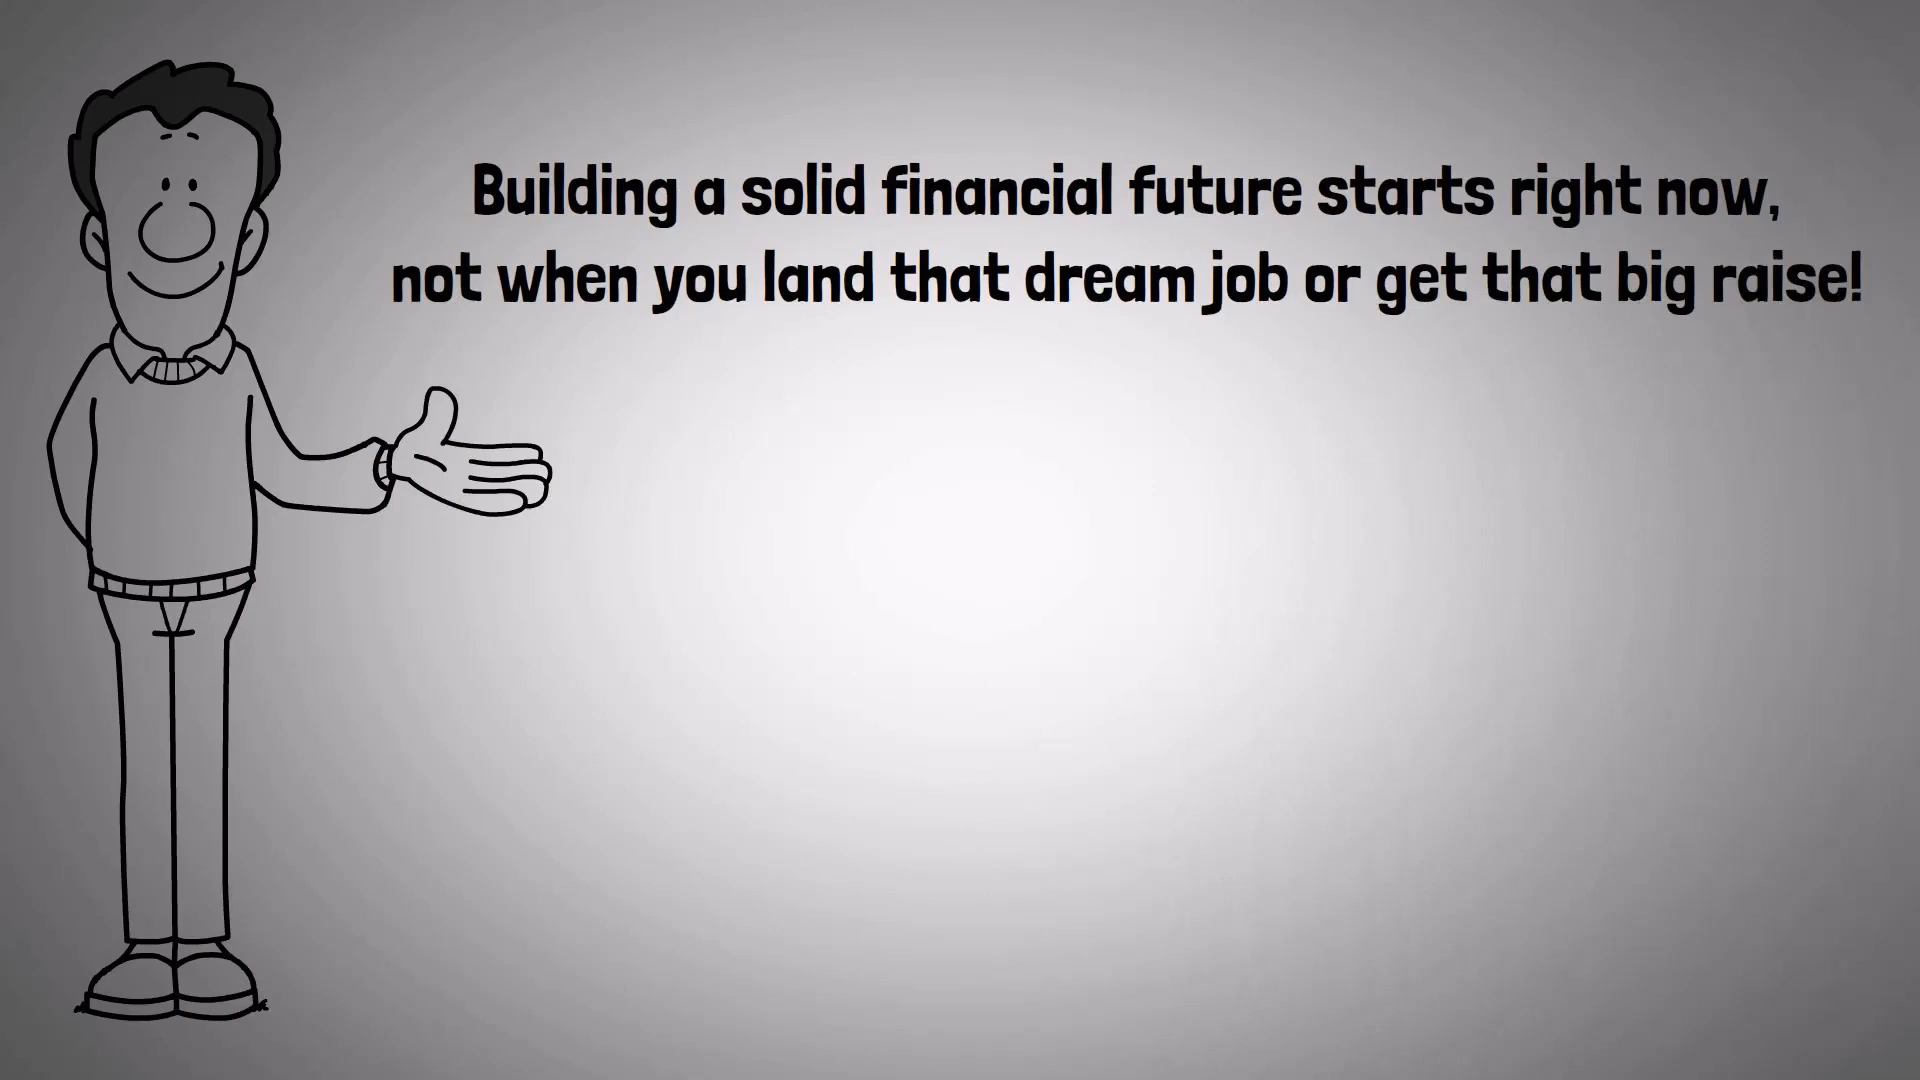 Building a solid financial future starts right now,
not when you land that dream job or get that big raise!